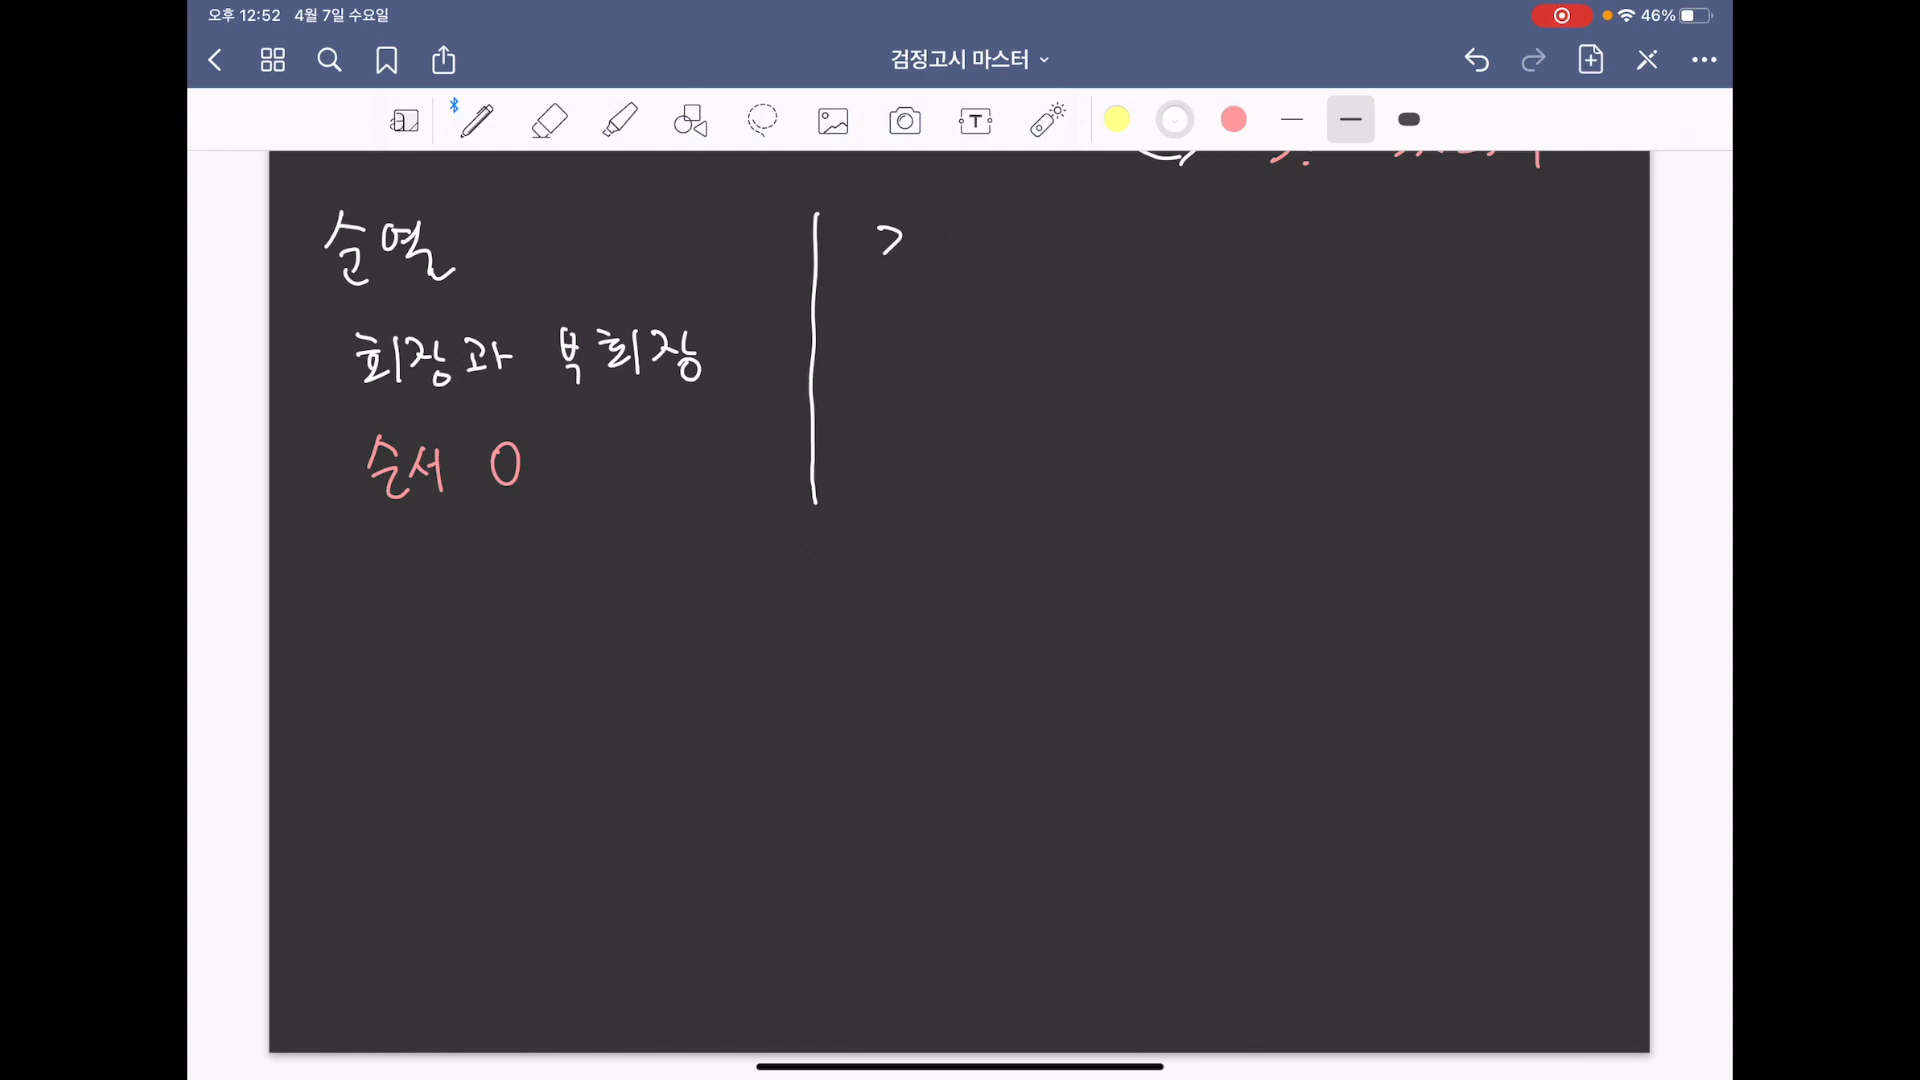 오후 12:52 4월 7일 수요일 46%
검정고시 마스터
순열
회장과 부회장
순서 O